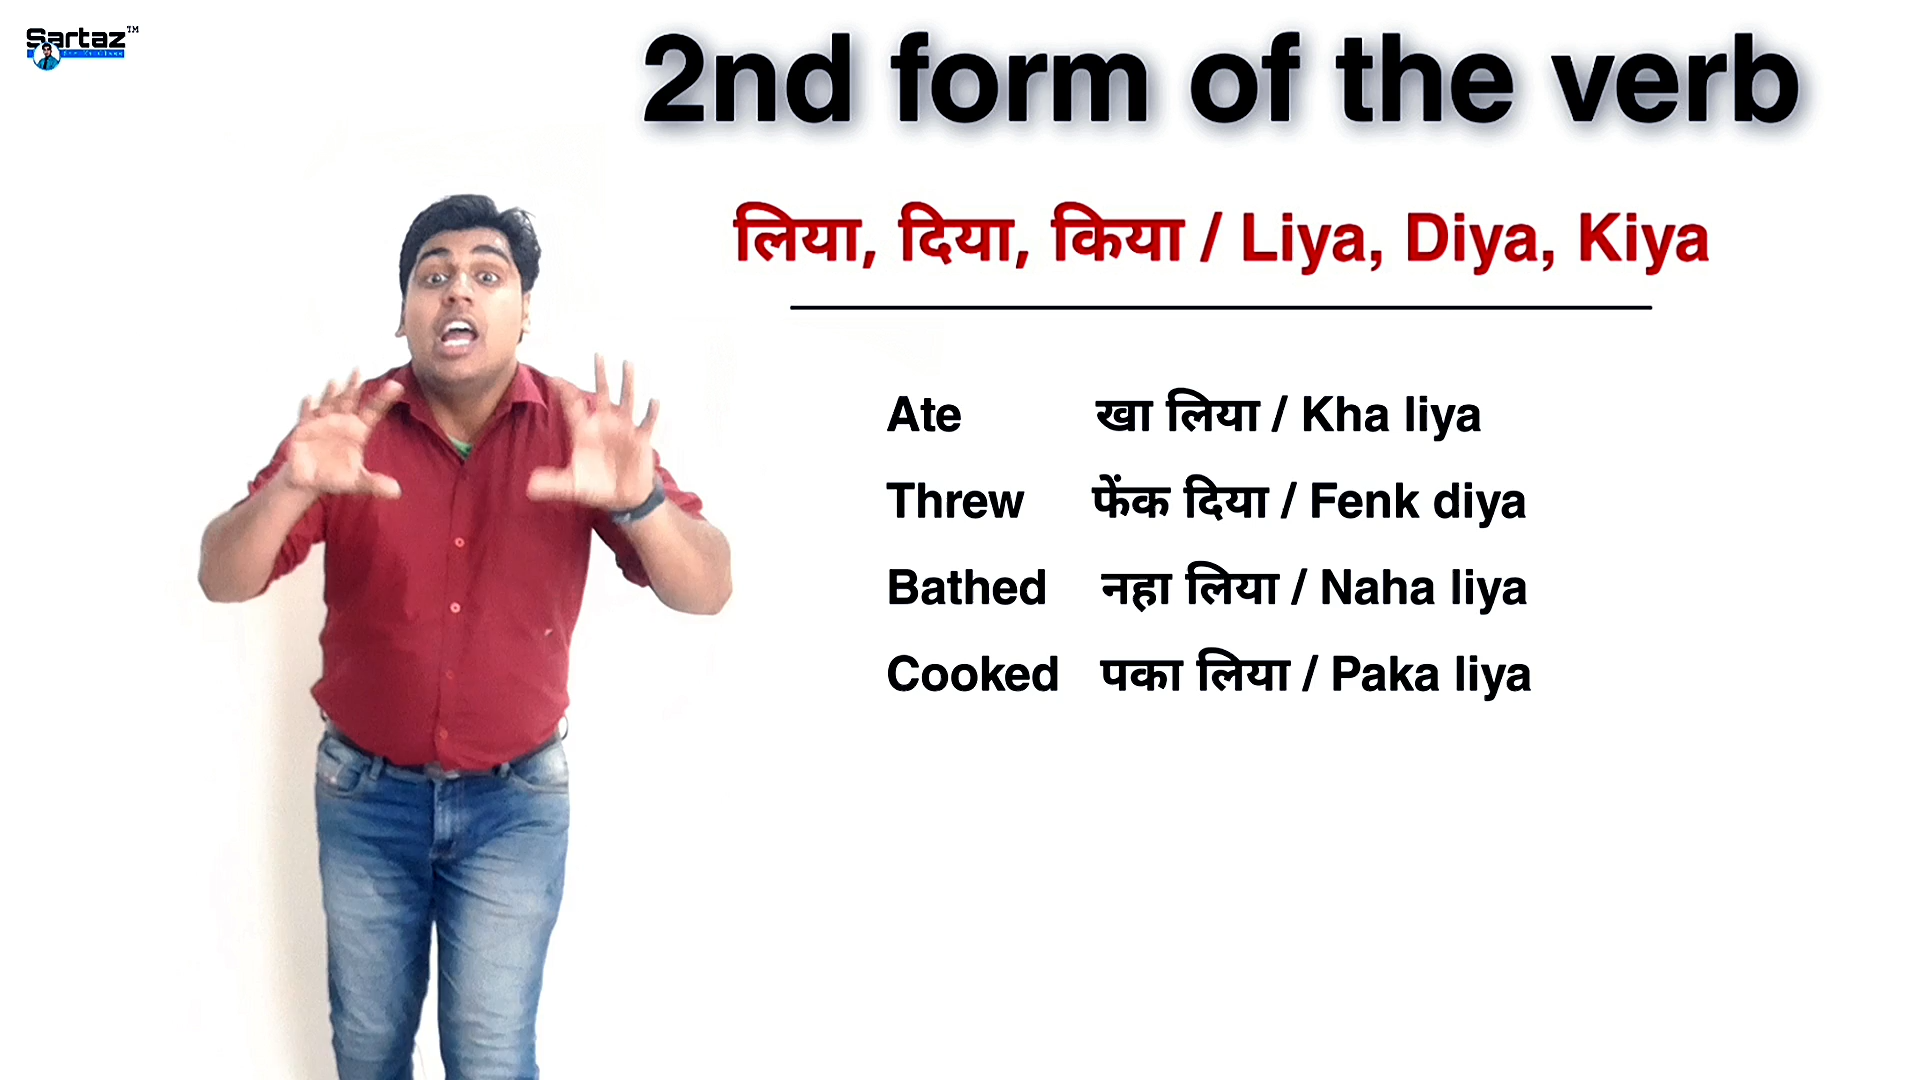 Sartaz™
2nd form of the verb
लिया, दिया, किया / Liya, Diya, Kiya
Ate खा लिया / Kha liya
Threw फेंक दिया / Fenk diya
Bathed नहा लिया / Naha liya
Cooked पका लिया / Paka liya